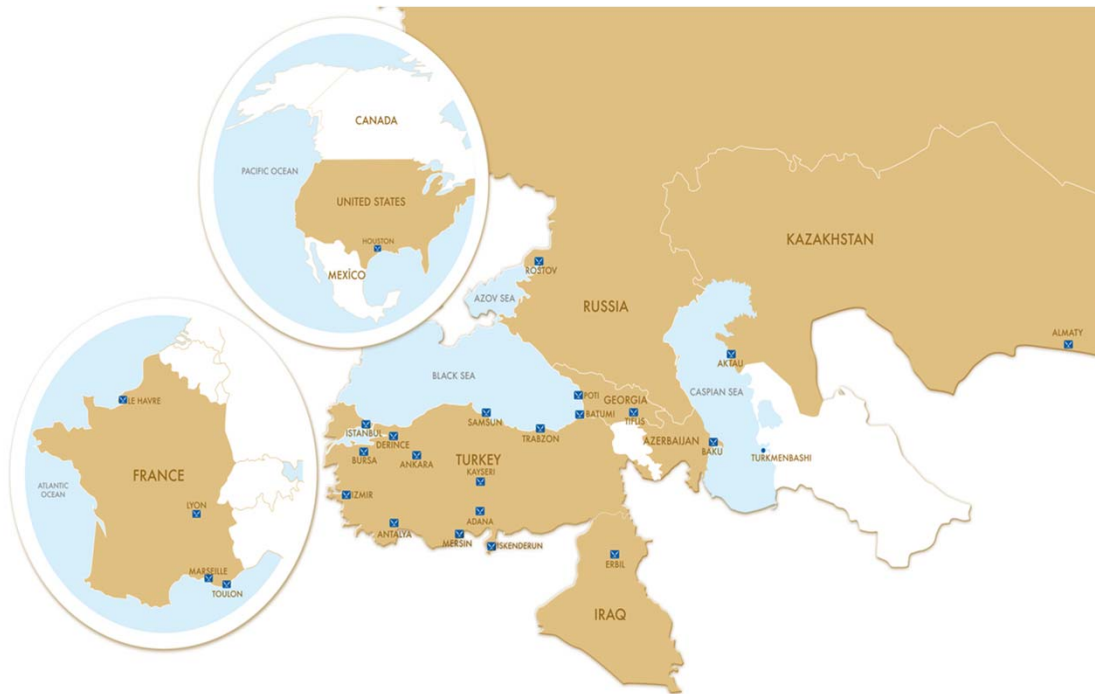 CANADA
PACIFIC OCEAN
UNITED STATES
HOUSTON
MEXÍCO
KAZAKHSTAN
ROSTOV
AZOV SEA
RUSSIA
ALMATY
AKTAU
BLACK SEA
CASPIAN SEA
POTI
GEORGIA
BATUMI
TIFLIS
SAMSUN
TRABZON
ISTANBUL
DERINCE
AZERBAIJAN
BAKU
TURKMENBASHI
BURSA
ANKARA
TURKEY
KAYSERI
IZMIR
ADANA
ANTALYA
MERSIN
ISKENDERUN
ERBIL
IRAQ
LE HAVRE
FRANCE
ATLANTIC
OCEAN
LYON
MARSEILLE
TOULON